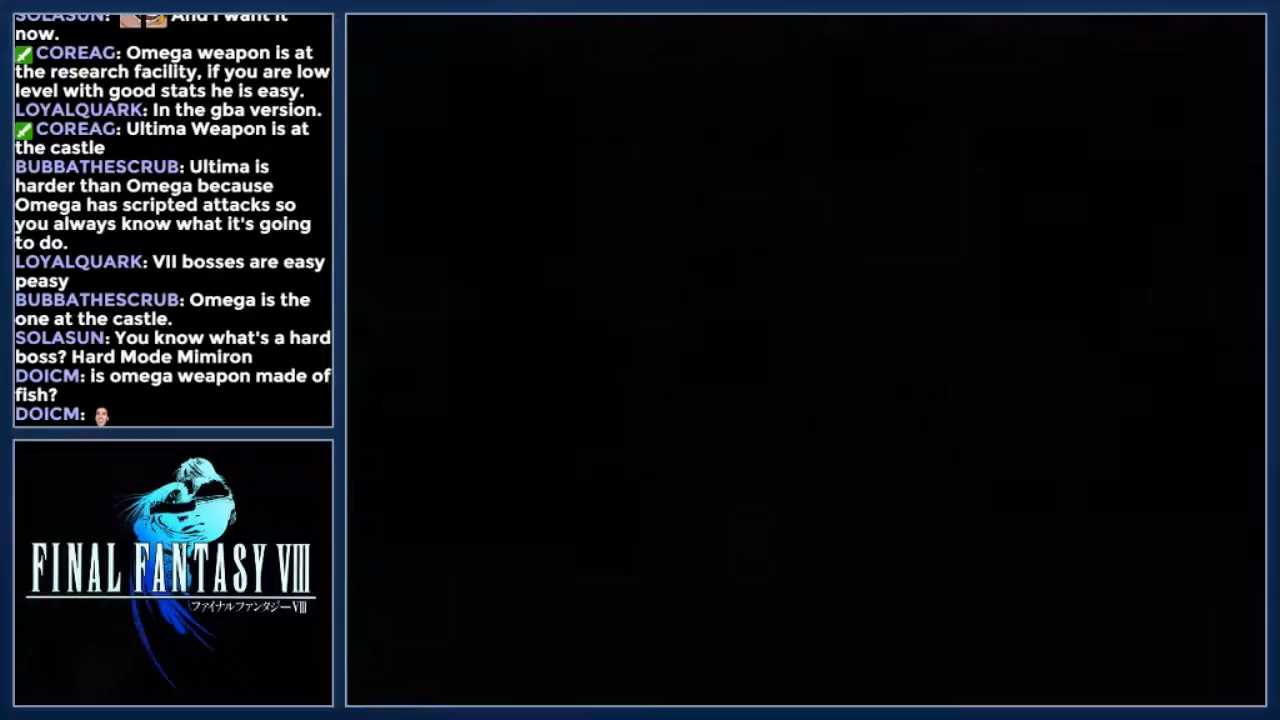 SOLASUN: And I want it
now.
COREAG: Omega weapon is at
the research facility, if you are low
level with good stats he is easy.
LOYALQUARK: In the gba version.
COREAG: Ultima Weapon is at
the castle
BUBBATHESCRUB: Ultima is
harder than Omega because
Omega has scripted attacks so
you always know what it's going
to do.
LOYALQUARK: VII bosses are easy
peasy
BUBBATHESCRUB: Omega is the
one at the castle.
SOLASUN: You know what's a hard
boss? Hard Mode Mimiron
DOICM: is omega weapon made of
fish?
DOICM:
FINAL FANTASY VIII
ファイナルファンタジーVIII